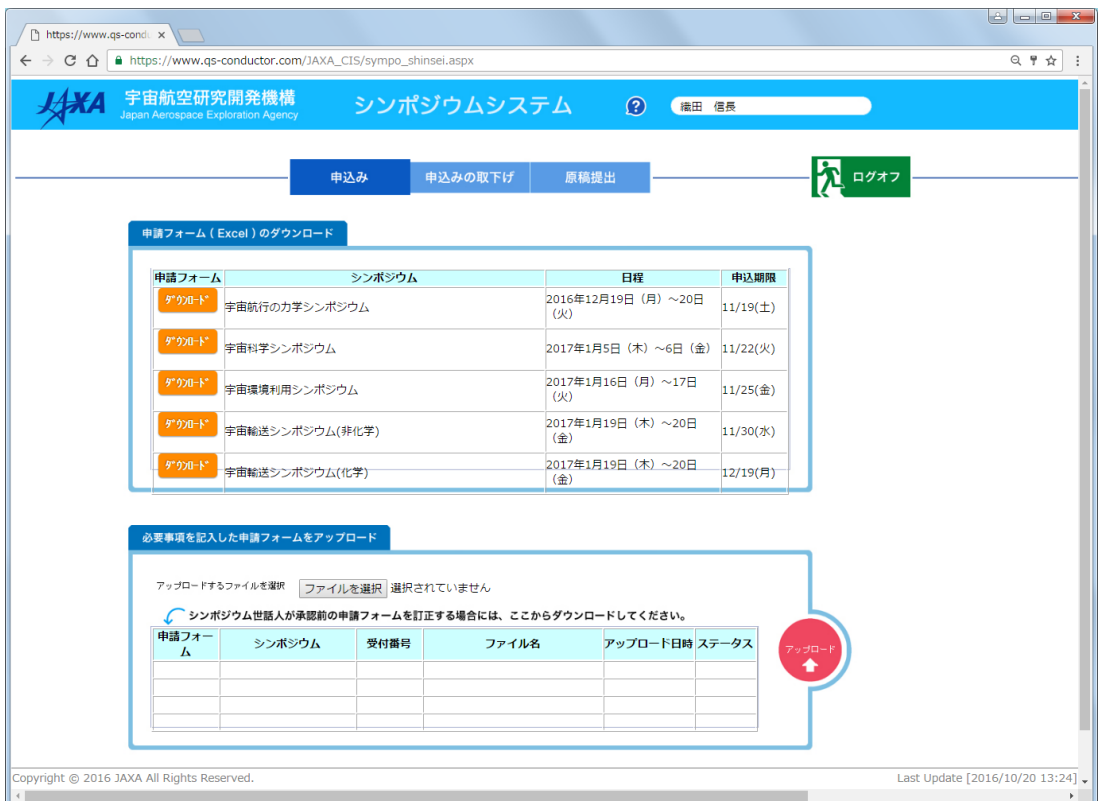 https://www.qs-cond
https://www.qs-conductor.com/JAXA_CIS/sympo_shinsei.aspx
JAXA 宇宙航空研究開発機構
Japan Aerospace Exploration Agency
シンポジウムシステム ? 織田 信長
申込み 申込みの取下げ 原稿提出 ログオフ
申請フォーム ( Excel ) のダウンロード
申請フォーム シンポジウム 日程 申込期限
ﾀﾞｳﾝﾛｰﾄﾞ 宇宙航行の力学シンポジウム 2016年12月19日（月）～20日
（火） 11/19(土)
ﾀﾞｳﾝﾛｰﾄﾞ 宇宙科学シンポジウム 2017年1月5日（木）～6日（金） 11/22(火)
ﾀﾞｳﾝﾛｰﾄﾞ 宇宙環境利用シンポジウム 2017年1月16日（月）～17日
（火） 11/25(金)
ﾀﾞｳﾝﾛｰﾄﾞ 宇宙輸送シンポジウム(非化学) 2017年1月19日（木）～20日
（金） 11/30(水)
ﾀﾞｳﾝﾛｰﾄﾞ 宇宙輸送シンポジウム(化学) 2017年1月19日（木）～20日
（金） 12/19(月)
必要事項を記入した申請フォームをアップロード
アップロードするファイルを選択 ファイルを選択 選択されていません
シンポジウム世話人が承認前の申請フォームを訂正する場合には、ここからダウンロードしてください。
申請フォー
ム シンポジウム 受付番号 ファイル名 アップロード日時 ステータス
アップロード
Copyright © 2016 JAXA All Rights Reserved. Last Update [2016/10/20 13:24]